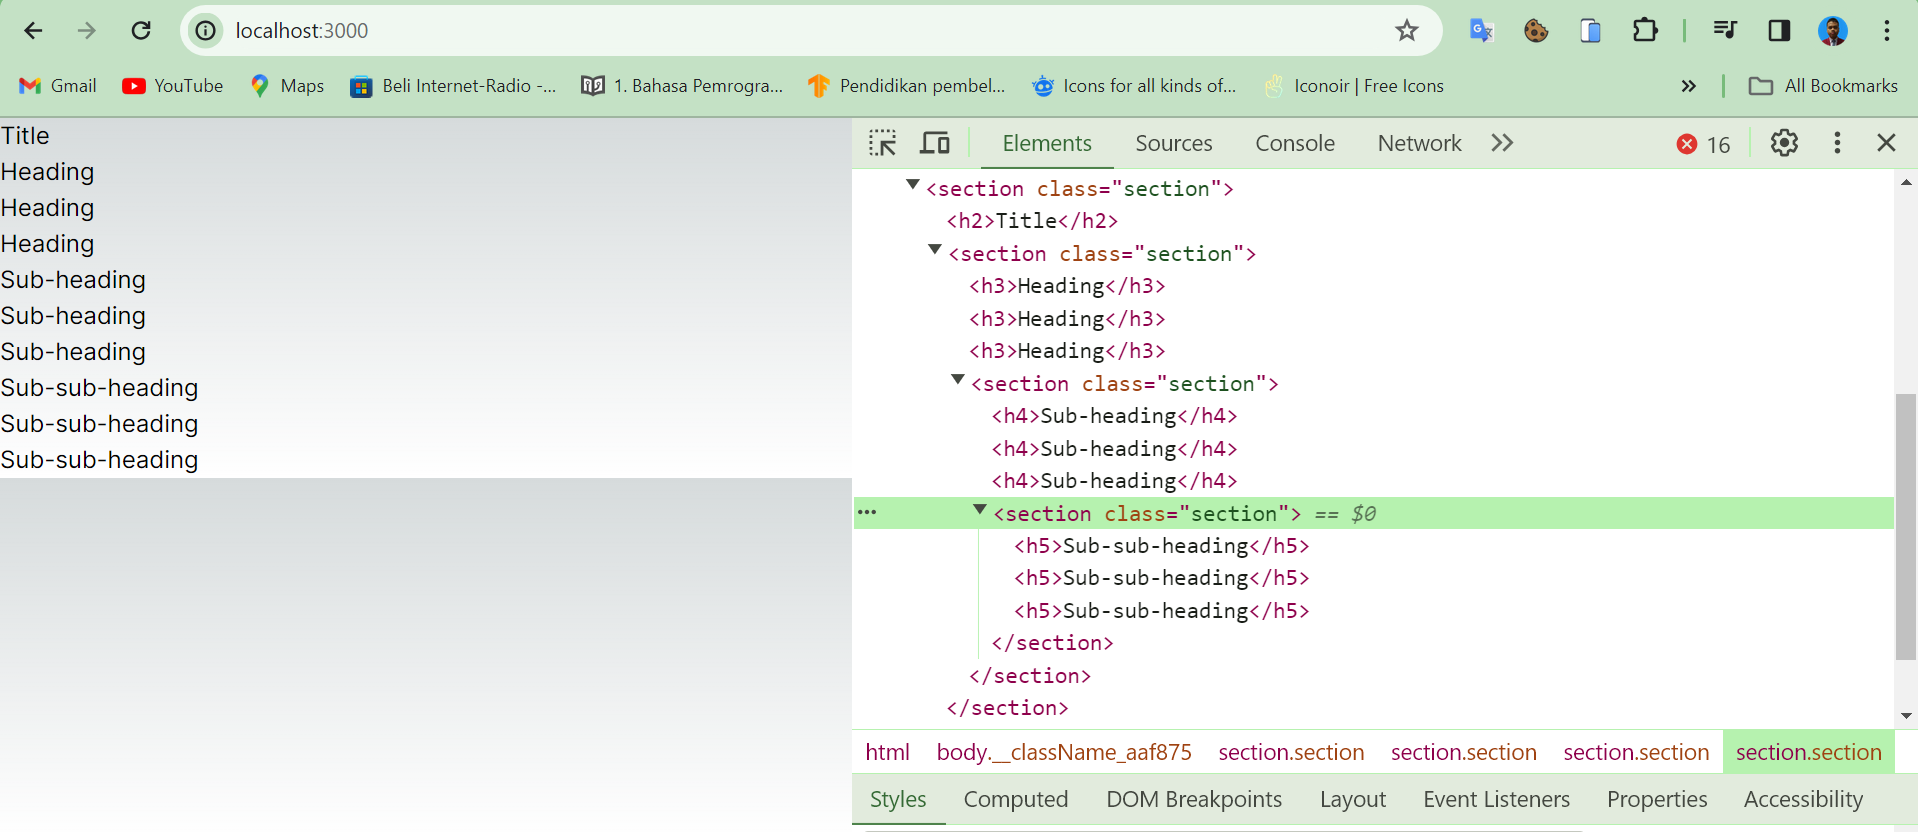 localhost:3000
Gmail YouTube Maps Beli Internet-Radio -... 1. Bahasa Pemrogra... Pendidikan pembel... Icons for all kinds of... Iconoir | Free Icons » All Bookmarks
Title
Heading
Heading
Heading
Sub-heading
Sub-heading
Sub-heading
Sub-sub-heading
Sub-sub-heading
Sub-sub-heading
Elements Sources Console Network 16
<section class="section">
<h2>Title</h2>
<section class="section">
<h3>Heading</h3>
<h3>Heading</h3>
<h3>Heading</h3>
<section class="section">
<h4>Sub-heading</h4>
<h4>Sub-heading</h4>
<h4>Sub-heading</h4>
<section class="section"> == $0
<h5>Sub-sub-heading</h5>
<h5>Sub-sub-heading</h5>
<h5>Sub-sub-heading</h5>
</section>
</section>
</section>
html body.__className_aaf875 section.section section.section section.section section.section
Styles Computed DOM Breakpoints Layout Event Listeners Properties Accessibility